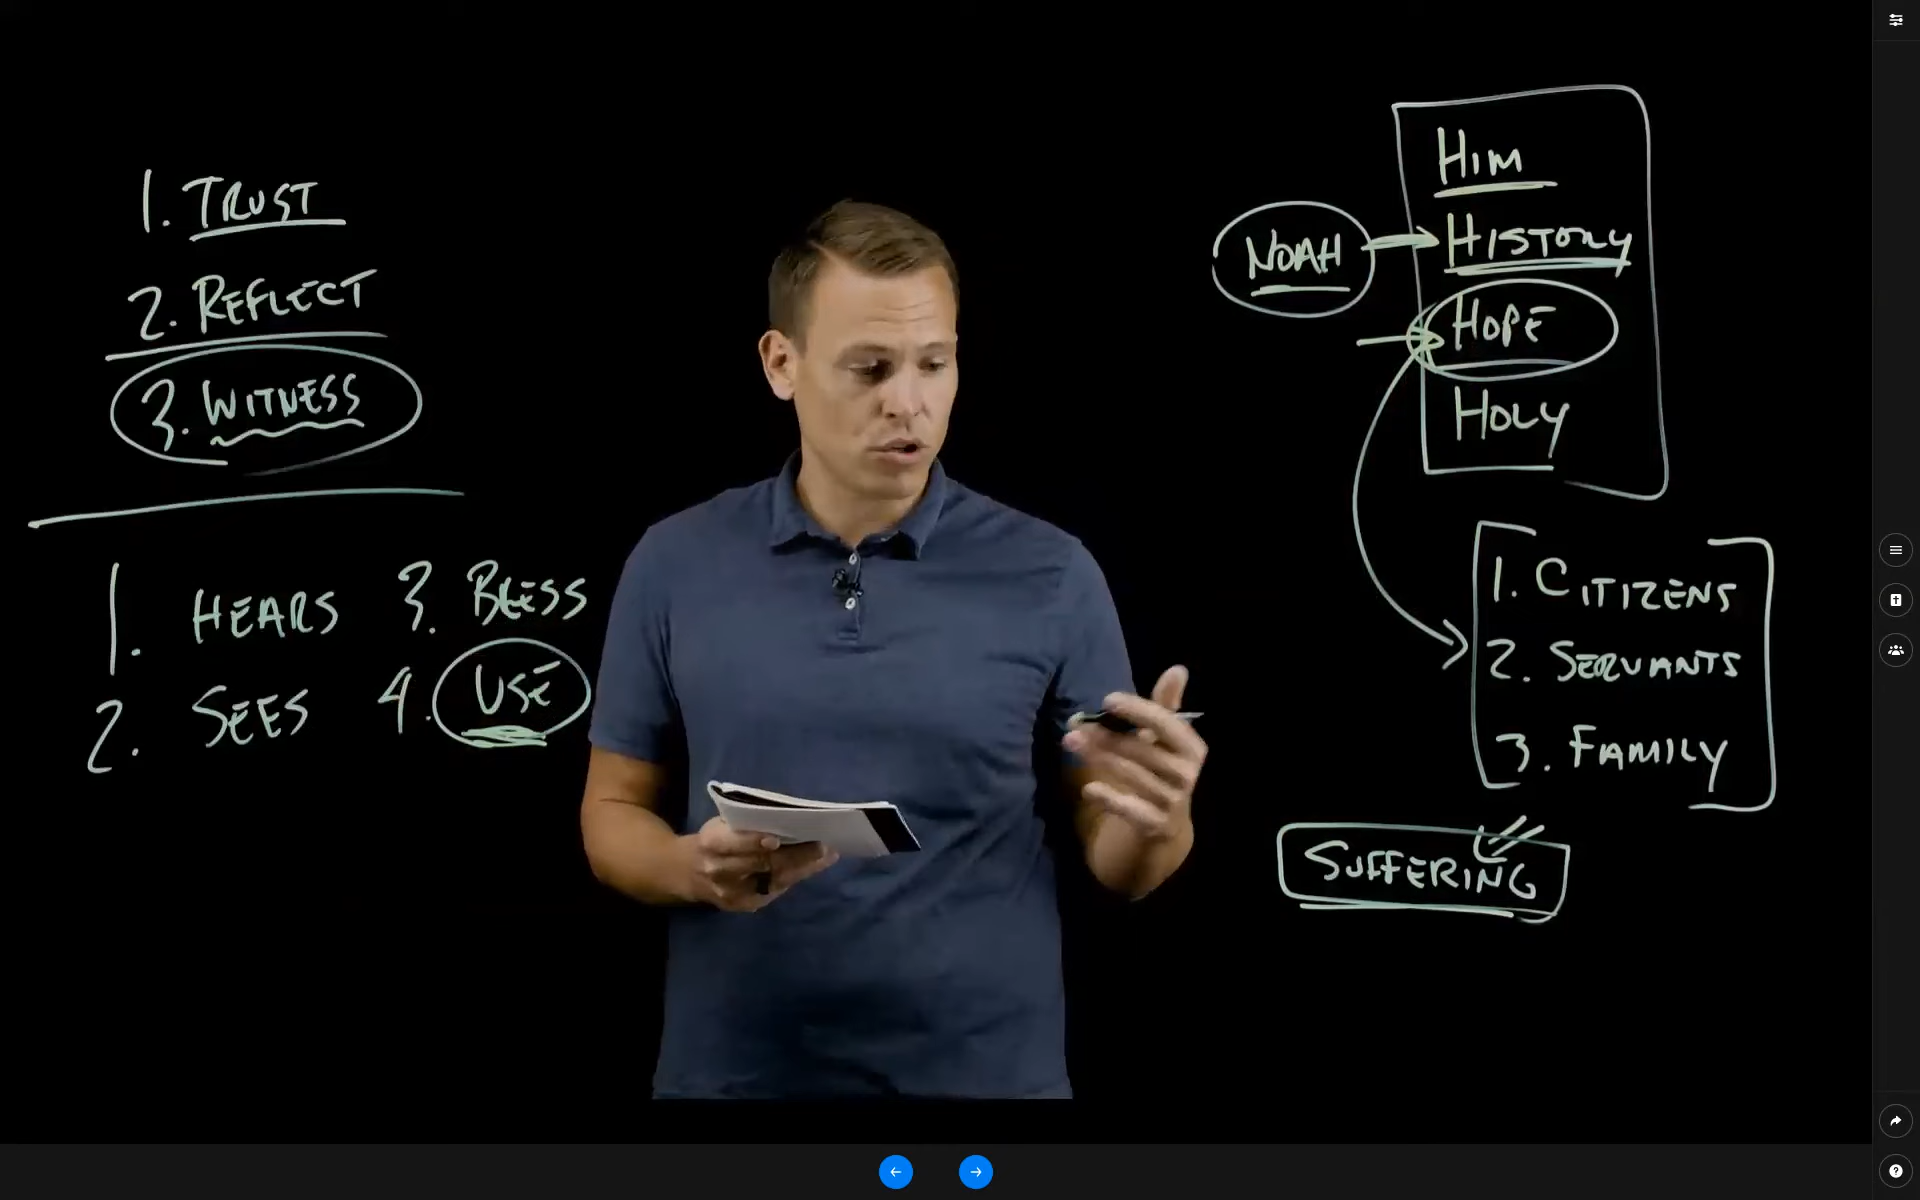 1. TRUST
2. REFLECT
3. WITNESS
1. HEARS
2. SEES
3. BLESS
4. USE
NOAH
HIM
HISTORY
HOPE
HOLY
1. CITIZENS
2. SERVANTS
3. FAMILY
SUFFERING